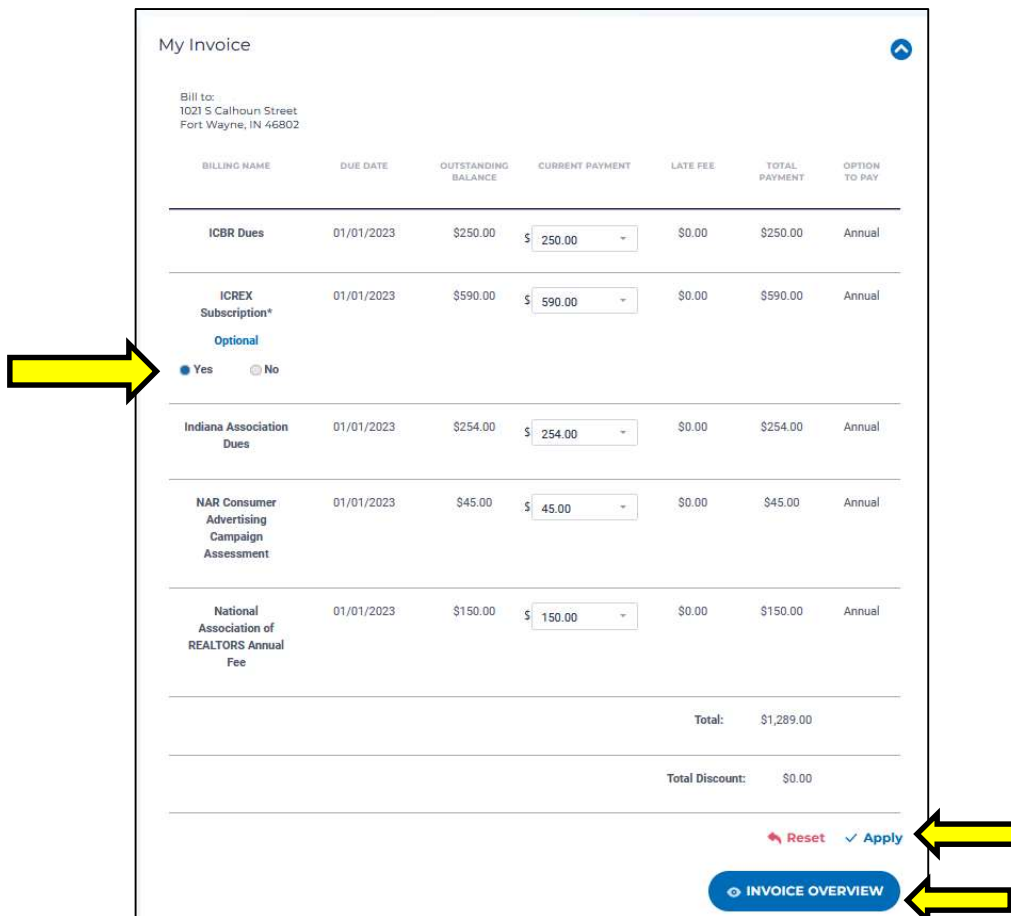 My Invoice
Bill to:
1021 S Calhoun Street
Fort Wayne, IN 46802
BILLING NAME DUE DATE OUTSTANDING BALANCE CURRENT PAYMENT LATE FEE TOTAL PAYMENT OPTION TO PAY
ICBR Dues 01/01/2023 $250.00 $ 250.00 $0.00 $250.00 Annual
ICREX 01/01/2023 $590.00 $ 590.00 $0.00 $590.00 Annual
Subscription*
Optional
Yes No
Indiana Association 01/01/2023 $254.00 $ 254.00 $0.00 $254.00 Annual
Dues
NAR Consumer 01/01/2023 $45.00 $ 45.00 $0.00 $45.00 Annual
Advertising
Campaign
Assessment
National 01/01/2023 $150.00 $ 150.00 $0.00 $150.00 Annual
Association of
REALTORS Annual
Fee
Total: $1,289.00
Total Discount: $0.00
Reset Apply
INVOICE OVERVIEW